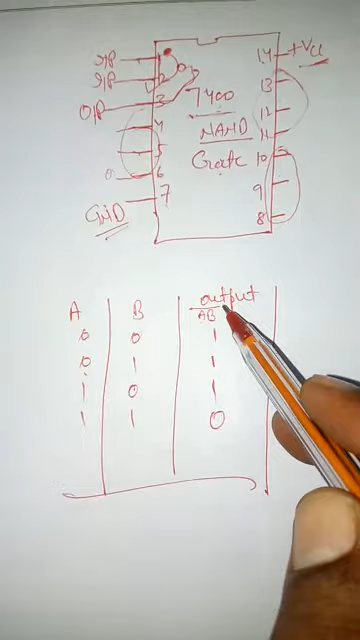 I/P 1 14 +Vcc
I/P 2 13
O/P 3 7400 12
4 NAND 11
5 Gate 10
6 9
GND 7 8
A B output
AB
0 0 1
0 1 1
1 0 1
1 1 0